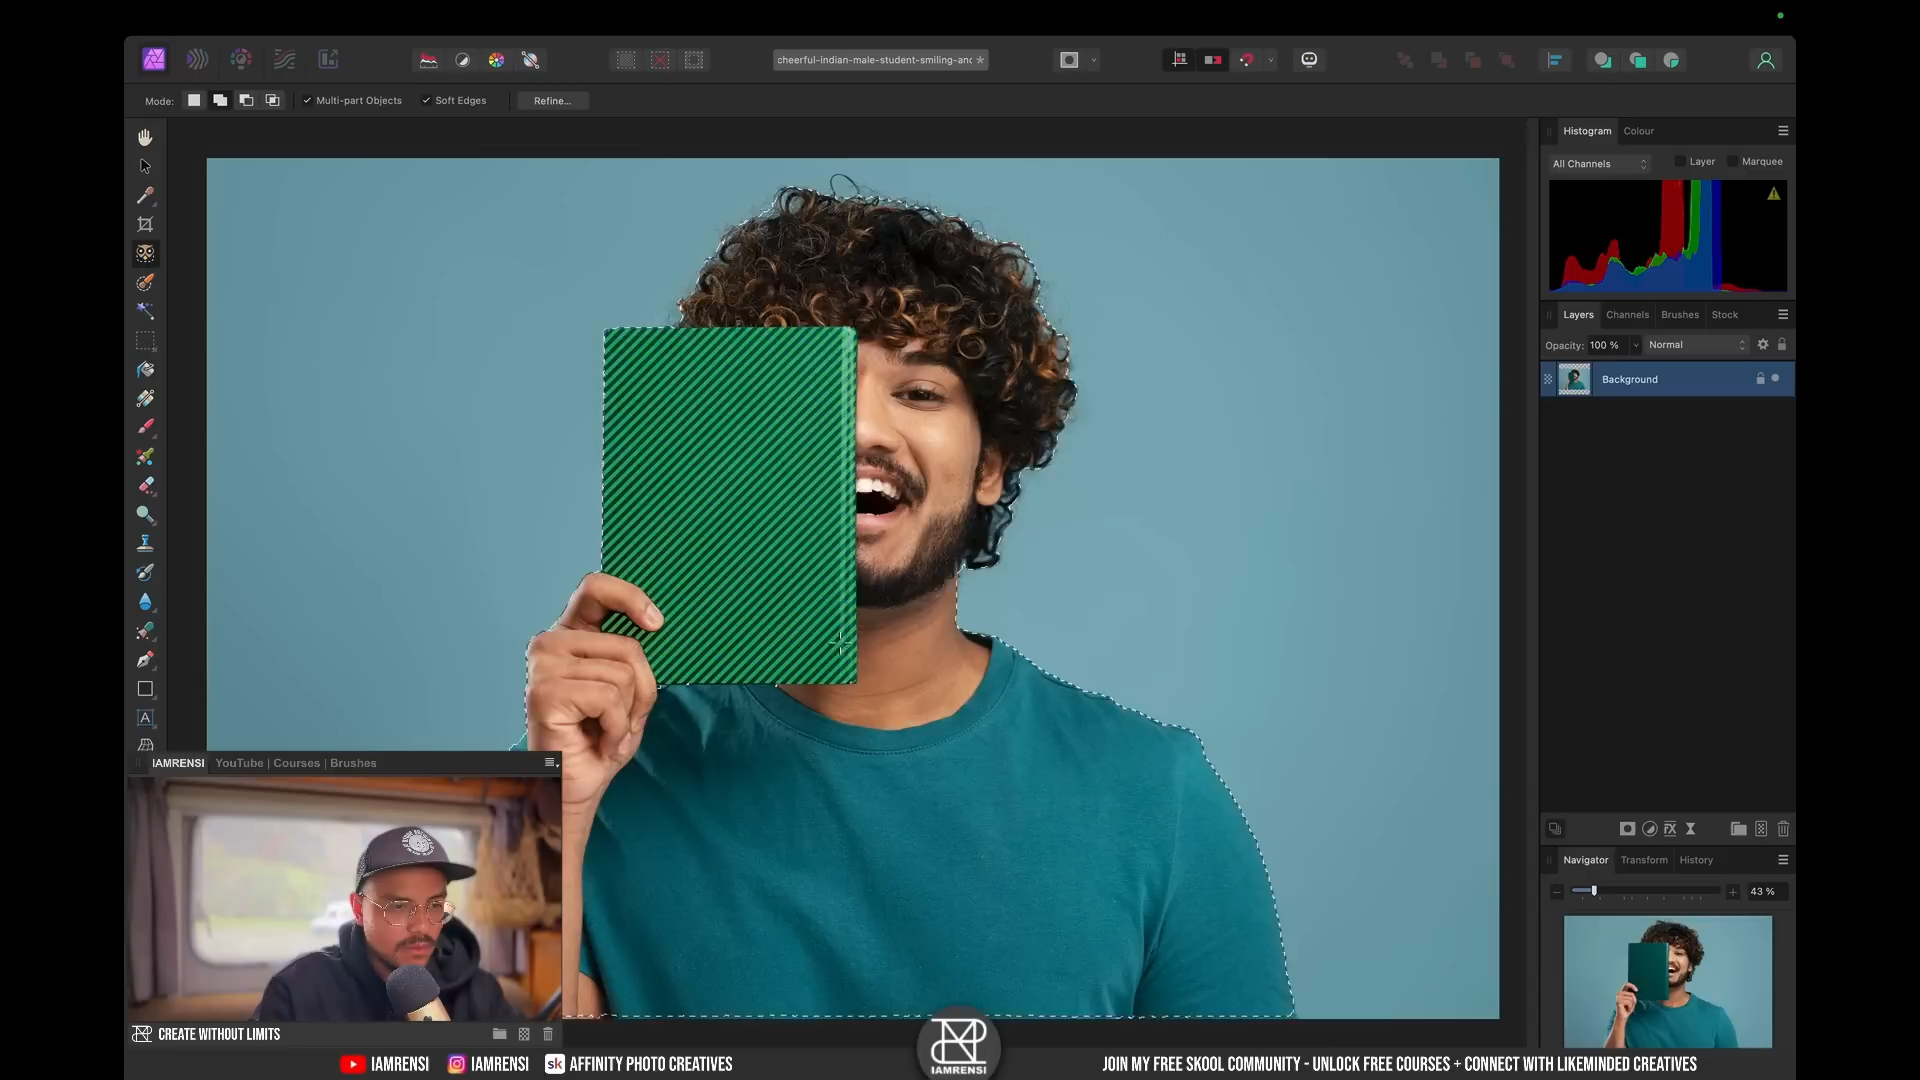 cheerful-indian-male-student-smiling-anc *
Mode:
Multi-part Objects
Soft Edges
Refine...
Histogram Colour
All Channels
Layer
Marquee
Layers Channels Brushes Stock
Opacity: 100 %
Normal
Background
A
Navigator Transform History
43 %
IAMRENSI YouTube | Courses | Brushes
CREATE WITHOUT LIMITS
IAMRENSI
IAMRENSI
IAMRENSI
sk AFFINITY PHOTO CREATIVES
JOIN MY FREE SKOOL COMMUNITY - UNLOCK FREE COURSES + CONNECT WITH LIKEMINDED CREATIVES